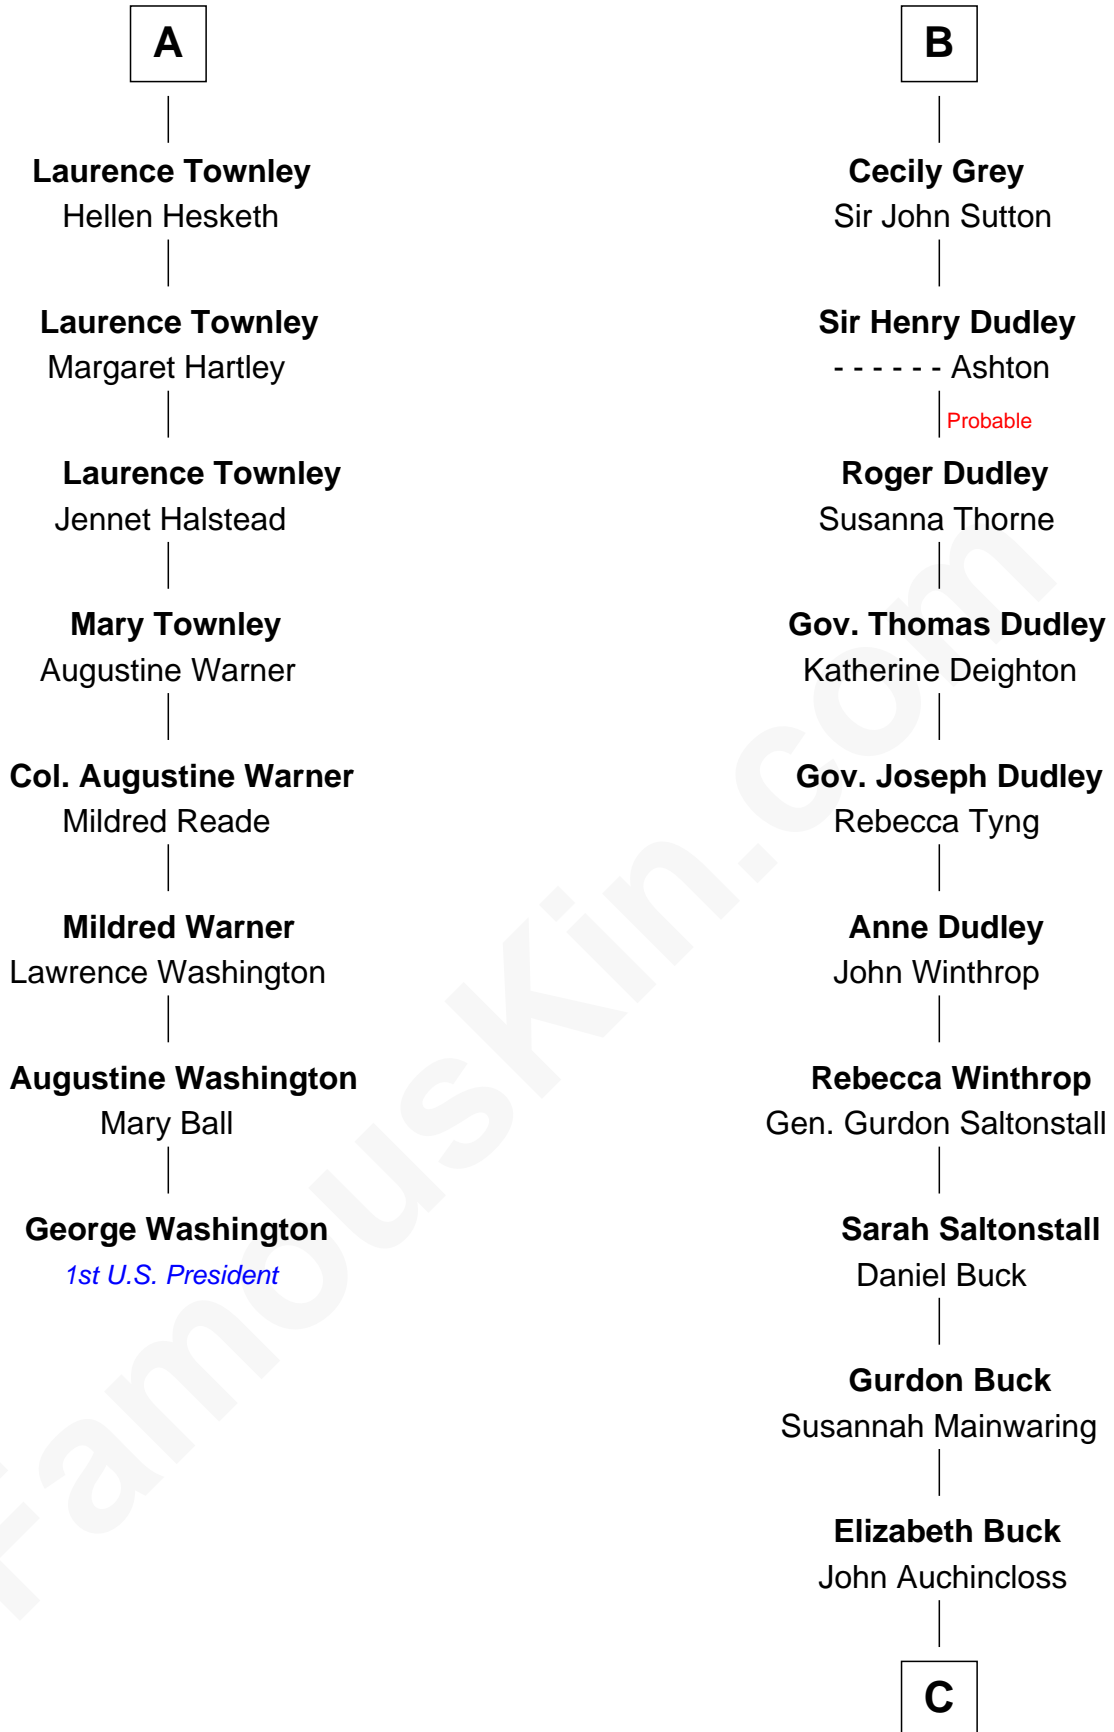 A
Laurence Townley
Hellen Hesketh
Laurence Townley
Margaret Hartley
Laurence Townley
Jennet Halstead
Mary Townley
Augustine Warner
Col. Augustine Warner
Mildred Reade
Mildred Warner
Lawrence Washington
Augustine Washington
Mary Ball
George Washington
1st U.S. President
B
Cecily Grey
Sir John Sutton
Sir Henry Dudley
- - - - - - Ashton
Probable
Roger Dudley
Susanna Thorne
Gov. Thomas Dudley
Katherine Deighton
Gov. Joseph Dudley
Rebecca Tyng
Anne Dudley
John Winthrop
Rebecca Winthrop
Gen. Gurdon Saltonstall
Sarah Saltonstall
Daniel Buck
Gurdon Buck
Susannah Mainwaring
Elizabeth Buck
John Auchincloss
C
FamousKin.com